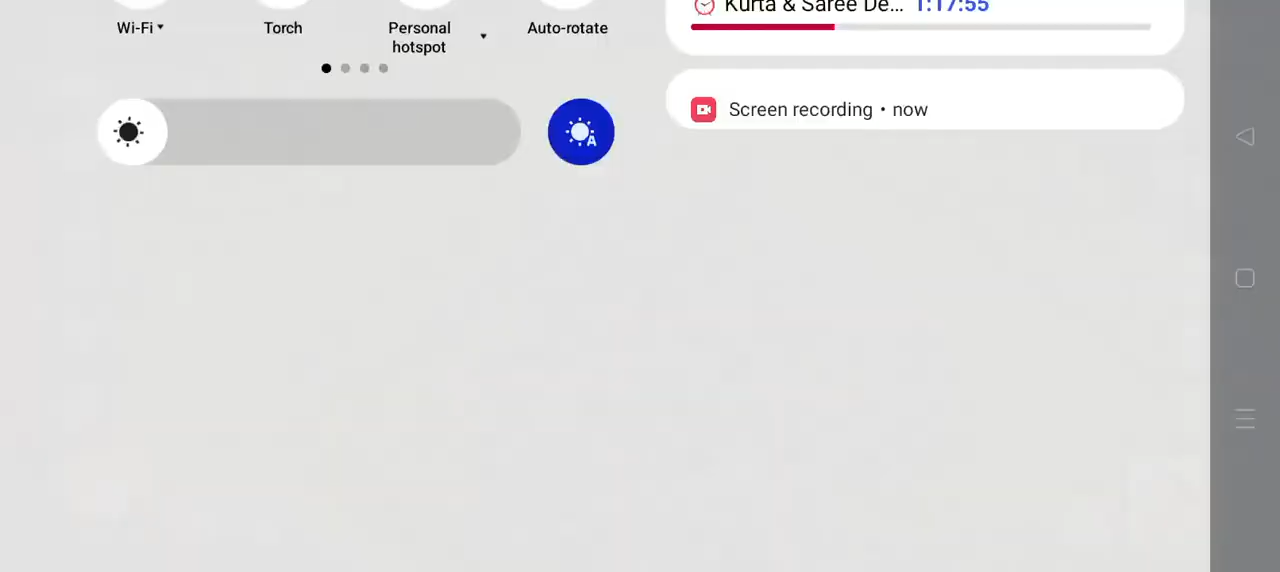 Wi-Fi
Torch
Personal
hotspot
Auto-rotate
A
Kurta & Saree De... 1:17:55
Screen recording • now